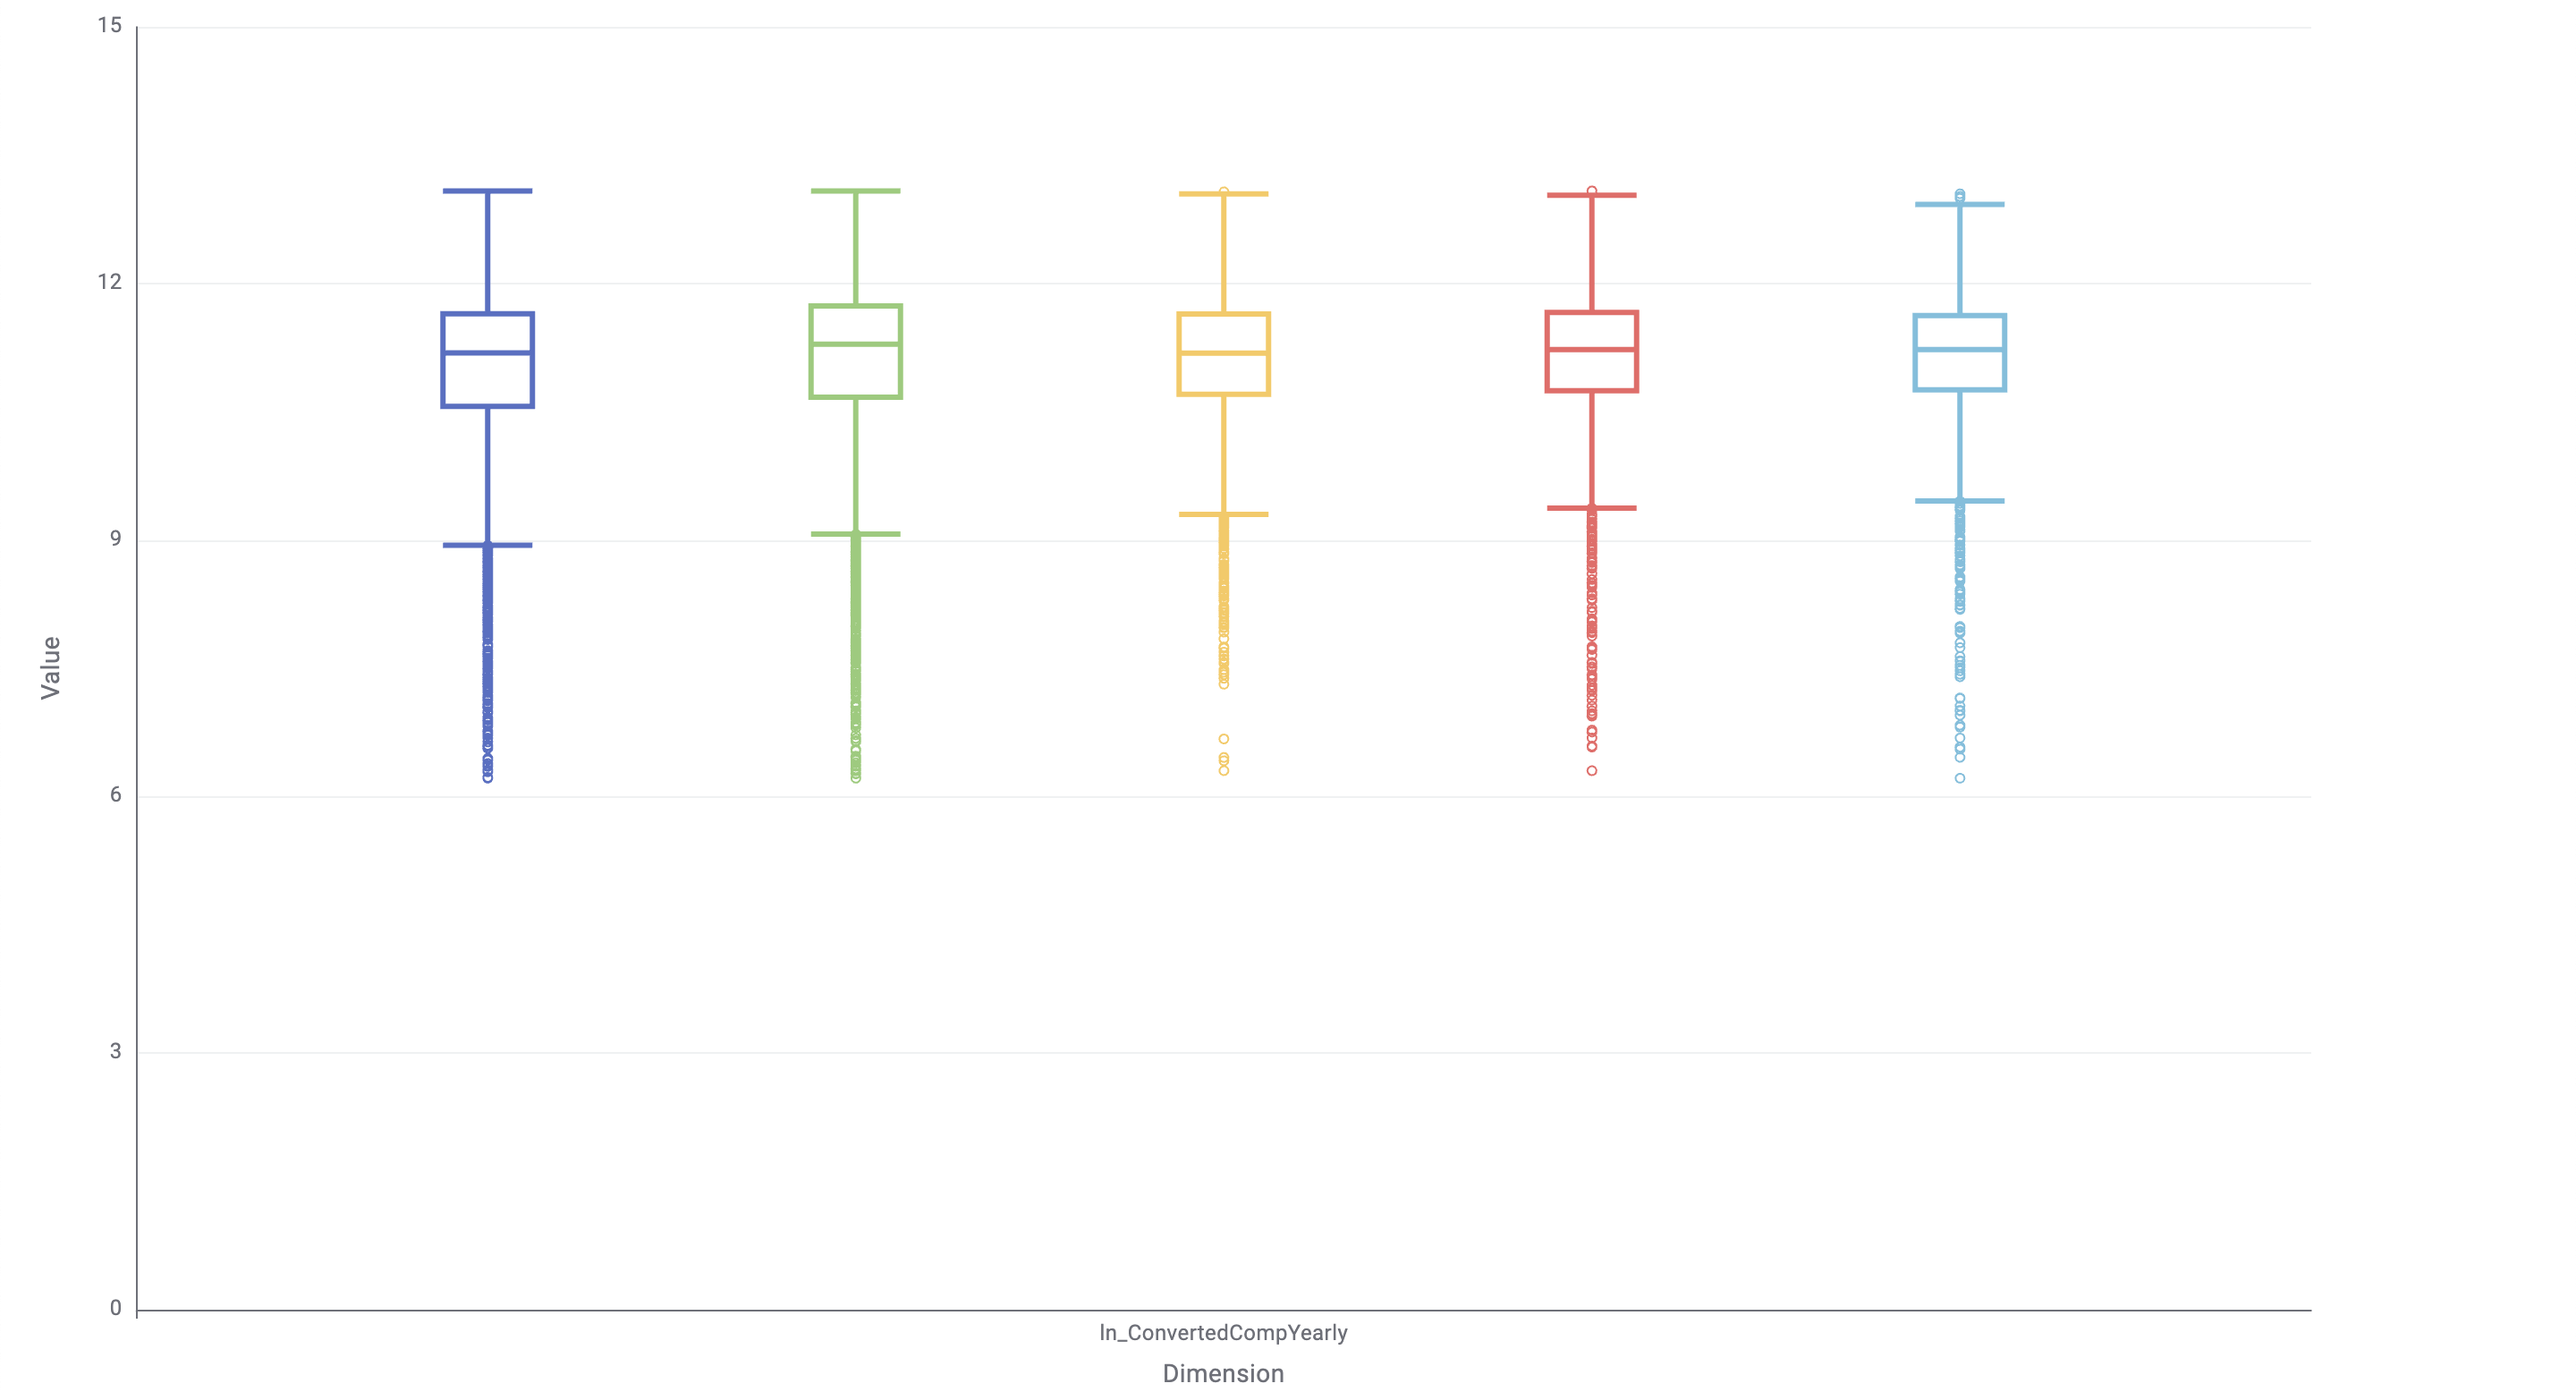 15
12
9
6
3
0
Value
ln_ConvertedCompYearly
Dimension